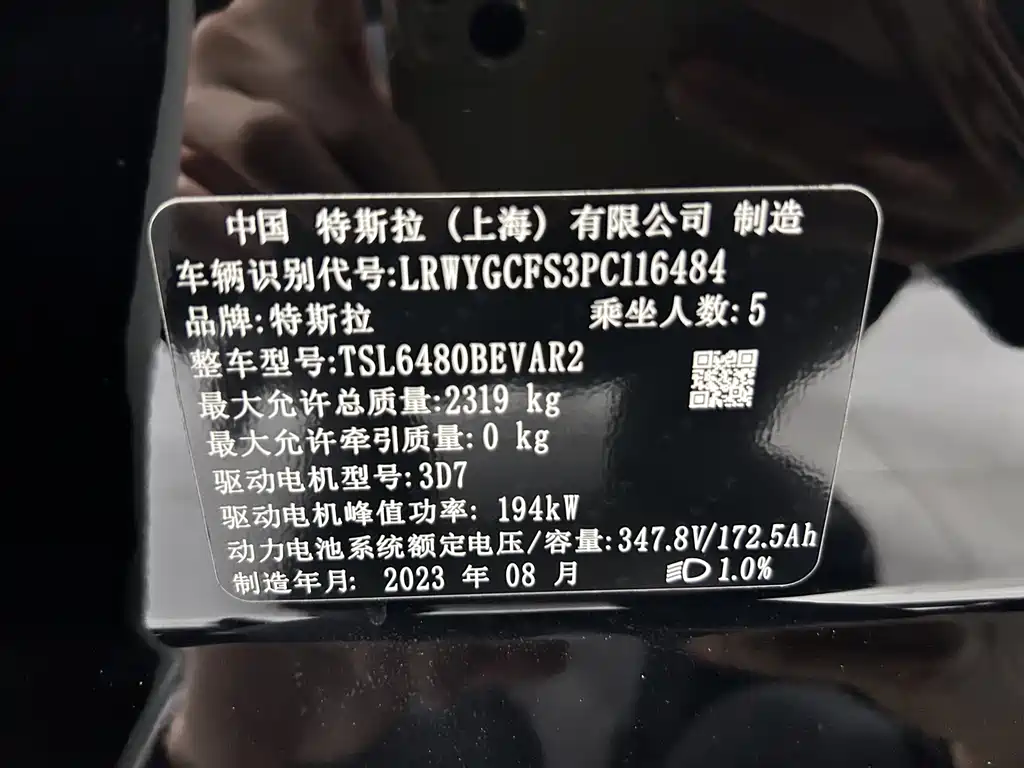 中国 特斯拉（上海）有限公司 制造
车辆识别代号:LRWYGCFS3PC116484
品牌:特斯拉 乘坐人数:5
整车型号:TSL6480BEVAR2
最大允许总质量:2319 kg
最大允许牵引质量:0 kg
驱动电机型号:3D7
驱动电机峰值功率: 194kW
动力电池系统额定电压/容量:347.8V/172.5Ah
制造年月: 2023 年 08 月 1.0%